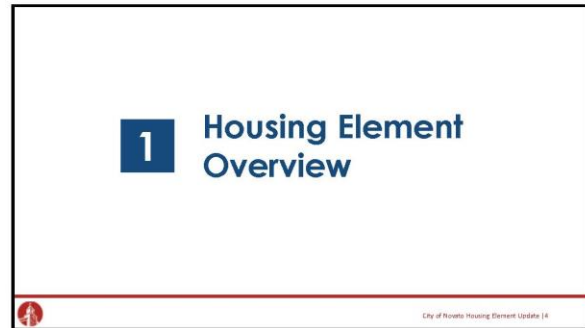 1
Housing Element
Overview
City of Novato Housing Element Update |4